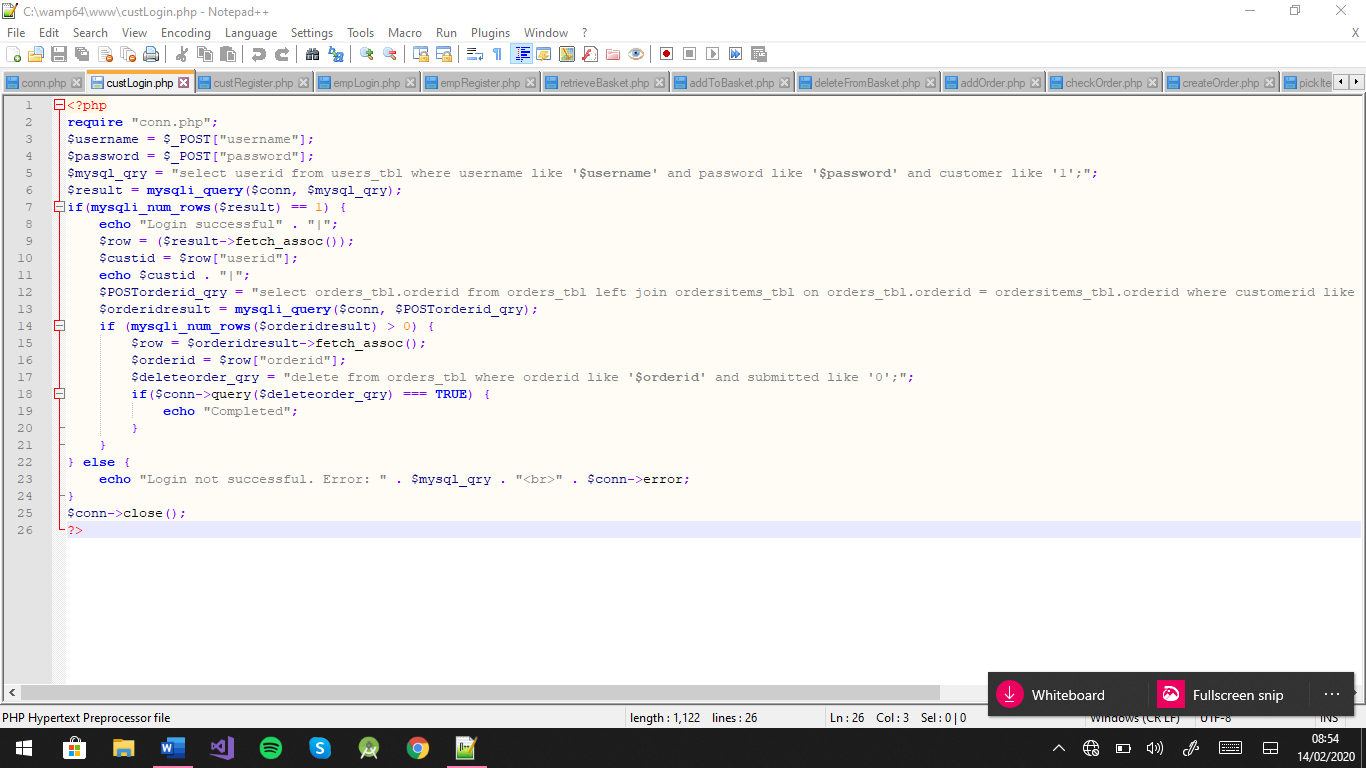 C:\wamp64\www\custLogin.php - Notepad++
File Edit Search View Encoding Language Settings Tools Macro Run Plugins Window ? X
conn.php custLogin.php custRegister.php empLogin.php empRegister.php retrieveBasket.php addToBasket.php deleteFromBasket.php addOrder.php checkOrder.php createOrder.php pickIte
1 <?php
2 require "conn.php";
3 $username = $_POST["username"];
4 $password = $_POST["password"];
5 $mysql_qry = "select userid from users_tbl where username like '$username' and password like '$password' and customer like '1';";
6 $result = mysqli_query($conn, $mysql_qry);
7 if(mysqli_num_rows($result) == 1) {
8 echo "Login successful" . "|";
9 $row = ($result->fetch_assoc());
10 $custid = $row["userid"];
11 echo $custid . "|";
12 $POSTorderid_qry = "select orders_tbl.orderid from orders_tbl left join ordersitems_tbl on orders_tbl.orderid = ordersitems_tbl.orderid where customerid like
13 $orderidresult = mysqli_query($conn, $POSTorderid_qry);
14 if (mysqli_num_rows($orderidresult) > 0) {
15 $row = $orderidresult->fetch_assoc();
16 $orderid = $row["orderid"];
17 $deleteorder_qry = "delete from orders_tbl where orderid like '$orderid' and submitted like '0';";
18 if($conn->query($deleteorder_qry) === TRUE) {
19 echo "Completed";
20 }
21 }
22 } else {
23 echo "Login not successful. Error: " . $mysql_qry . "<br>" . $conn->error;
24 }
25 $conn->close();
26 ?>
Whiteboard Fullscreen snip ...
PHP Hypertext Preprocessor file length : 1,122 lines : 26 Ln : 26 Col : 3 Sel : 0 | 0 Windows (CR LF) UTF-8 INS
08:54
14/02/2020